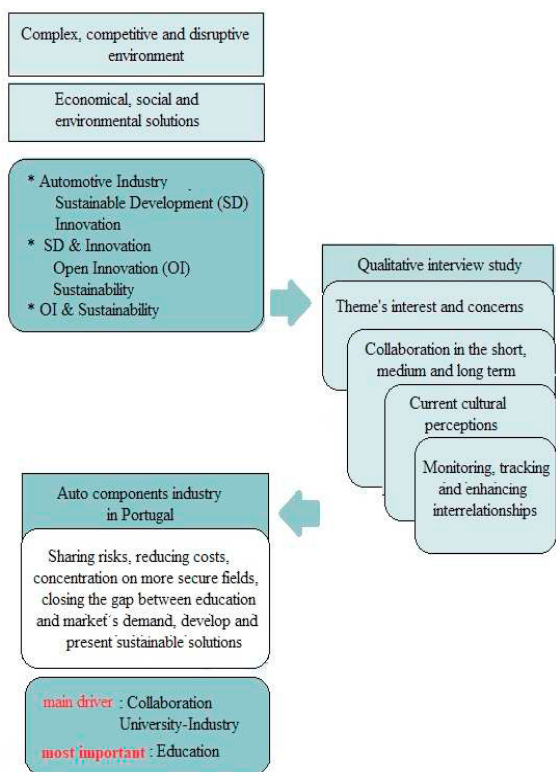 Complex, competitive and disruptive
environment
Economical, social and
environmental solutions
* Automotive Industry
Sustainable Development (SD)
Innovation
* SD & Innovation
Open Innovation (OI)
Sustainability
* OI & Sustainability
Qualitative interview study
Theme's interest and concerns
Collaboration in the short,
medium and long term
Current cultural
perceptions
Monitoring, tracking
and enhancing
interrelationships
Auto components industry
in Portugal
Sharing risks, reducing costs,
concentration on more secure fields,
closing the gap between education
and market´s demand, develop and
present sustainable solutions
main driver : Collaboration
University-Industry
most important : Education